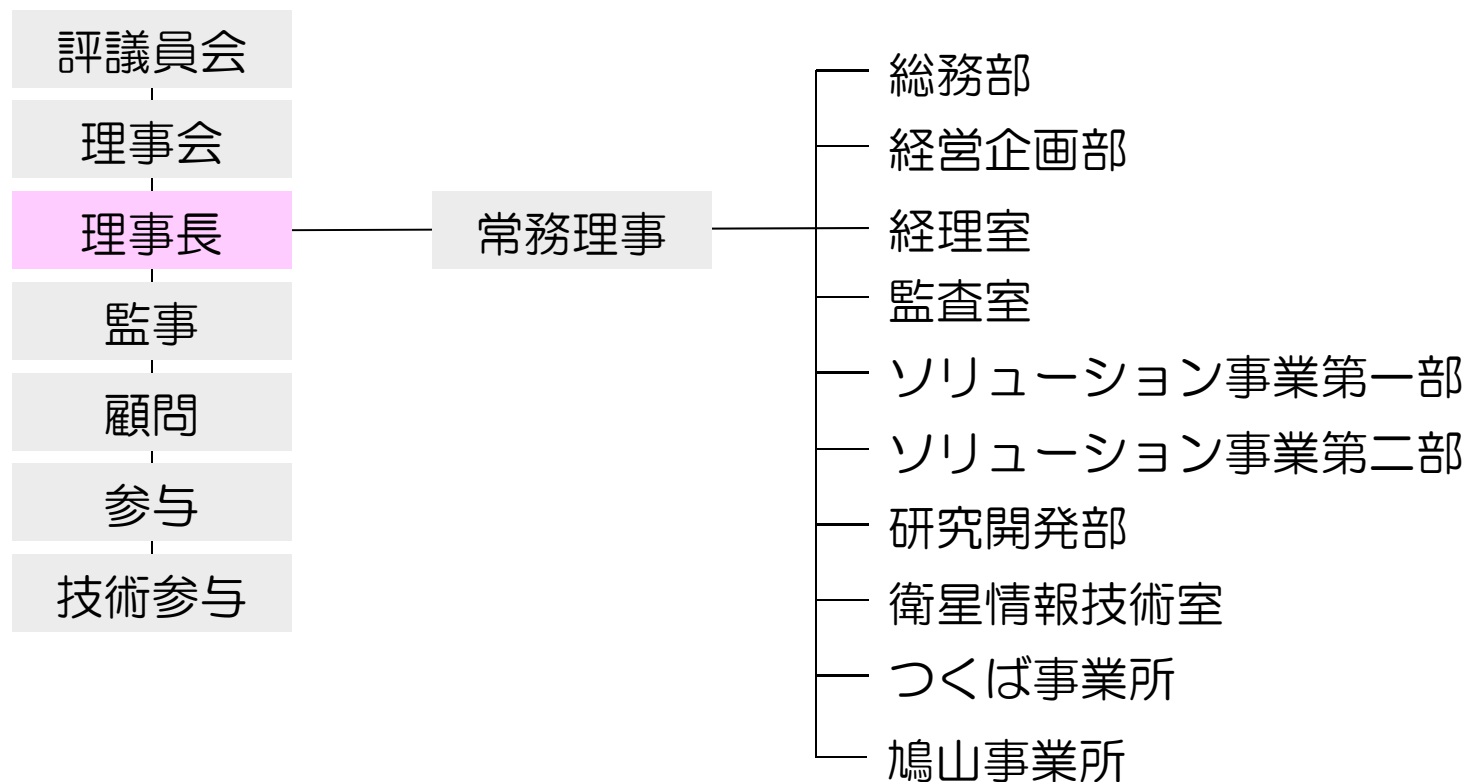 評議員会
理事会
理事長
監事
顧問
参与
技術参与
常務理事
総務部
経営企画部
経理室
監査室
ソリューション事業第一部
ソリューション事業第二部
研究開発部
衛星情報技術室
つくば事業所
鳩山事業所